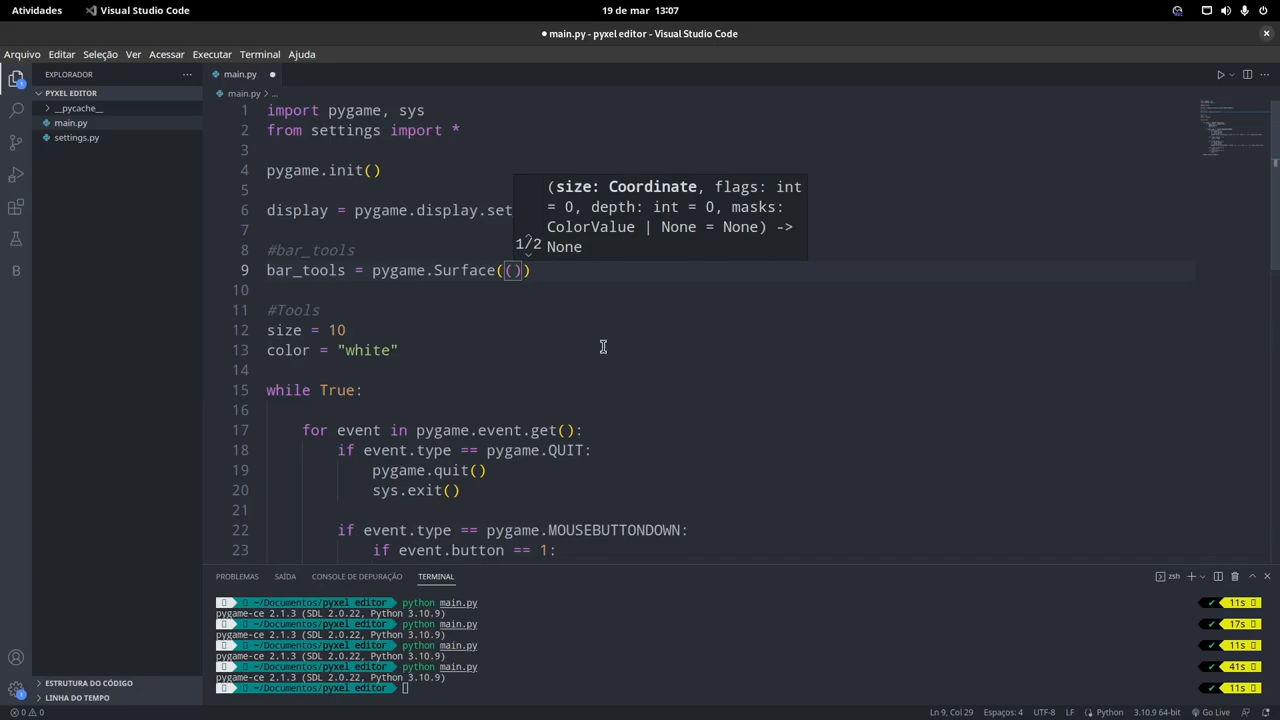 Atividades
Visual Studio Code
19 de mar 13:07
● main.py - pyxel editor - Visual Studio Code
Arquivo Editar Seleção Ver Acessar Executar Terminal Ajuda
EXPLORADOR
PYXEL EDITOR
__pycache__
main.py
settings.py
ESTRUTURA DO CÓDIGO
LINHA DO TEMPO
main.py
main.py > ...
1 import pygame, sys
2 from settings import *
3
4 pygame.init()
5
6 display = pygame.display.set
7
8 #bar_tools
9 bar_tools = pygame.Surface(())
10
11 #Tools
12 size = 10
13 color = "white"
14
15 while True:
16
17 for event in pygame.event.get():
18 if event.type == pygame.QUIT:
19 pygame.quit()
20 sys.exit()
21
22 if event.type == pygame.MOUSEBUTTONDOWN:
23 if event.button == 1:
(size: Coordinate, flags: int
= 0, depth: int = 0, masks:
ColorValue | None = None) ->
1/2 None
PROBLEMAS SAÍDA CONSOLE DE DEPURAÇÃO TERMINAL
zsh
~/Documentos/pyxel editor python main.py ✔ 11s
pygame-ce 2.1.3 (SDL 2.0.22, Python 3.10.9)
~/Documentos/pyxel editor python main.py ✔ 17s
pygame-ce 2.1.3 (SDL 2.0.22, Python 3.10.9)
~/Documentos/pyxel editor python main.py ✔ 11s
pygame-ce 2.1.3 (SDL 2.0.22, Python 3.10.9)
~/Documentos/pyxel editor python main.py ✔ 41s
pygame-ce 2.1.3 (SDL 2.0.22, Python 3.10.9)
~/Documentos/pyxel editor ✔ 11s
0 0
Ln 9, Col 29 Espaços: 4 UTF-8 LF Python 3.10.9 64-bit Go Live